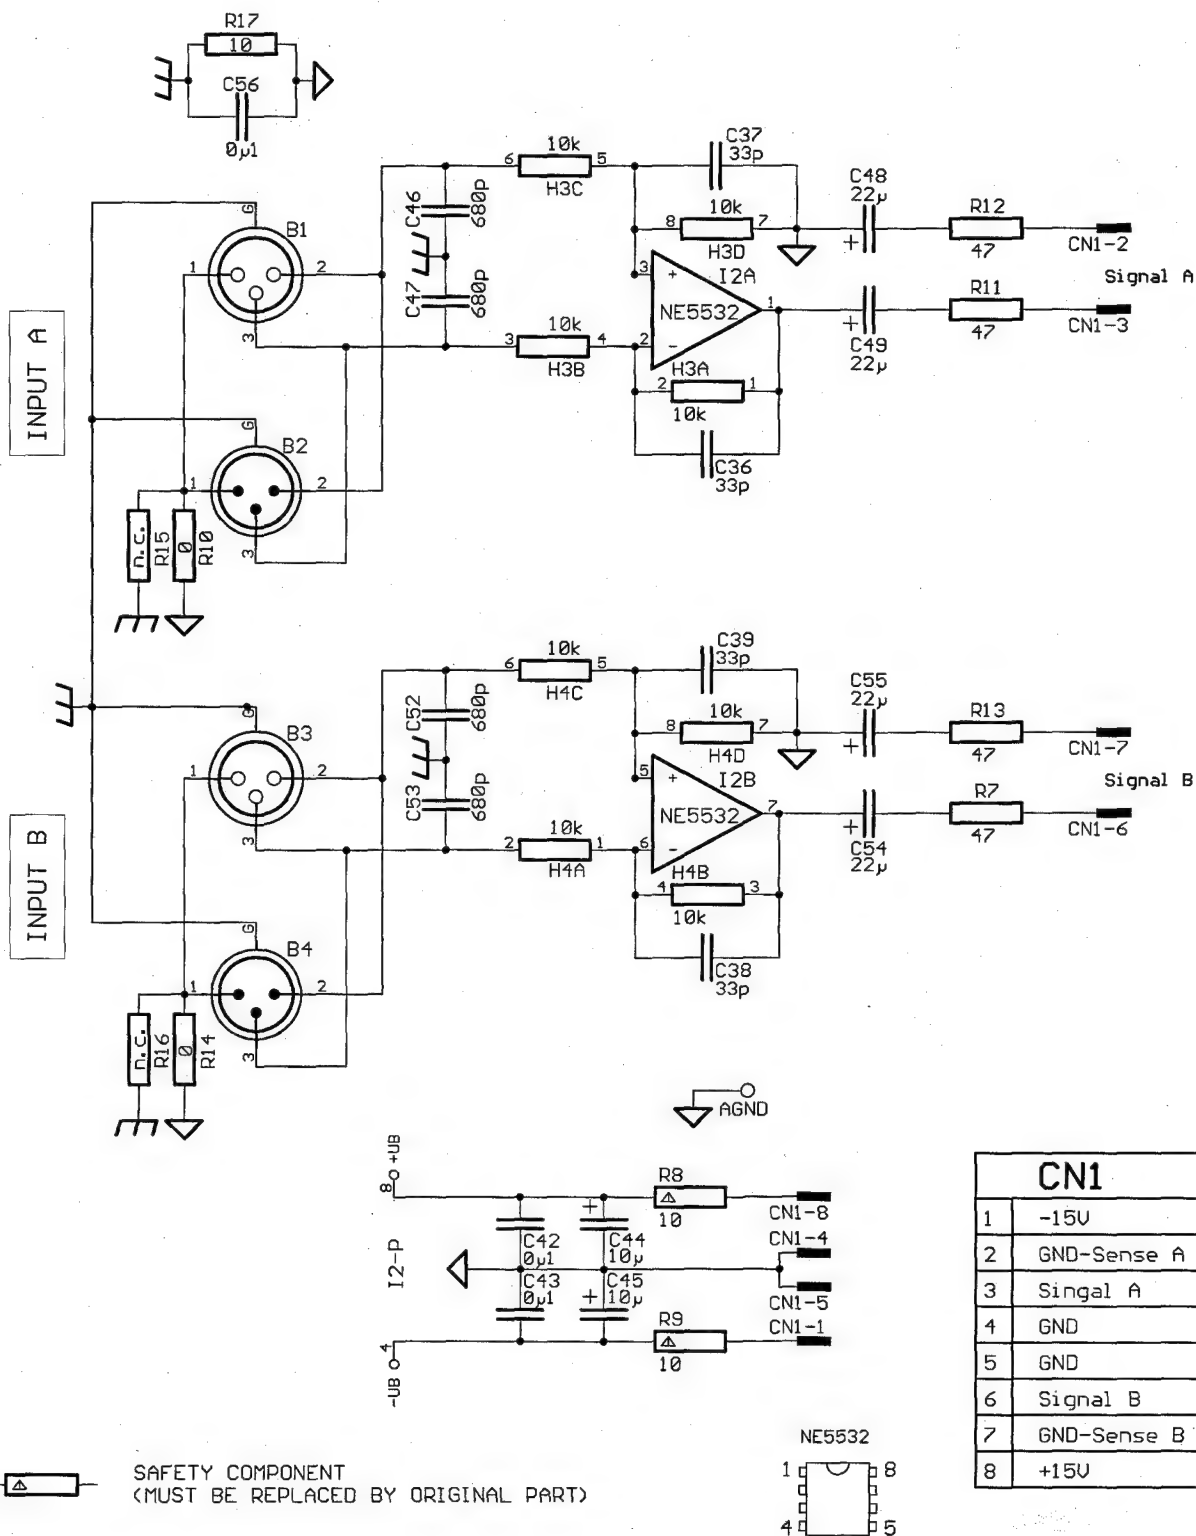 R17
10
C56
0µ1
INPUT A
G
B1
1
2
3
G
B2
1
2
3
n.c.
R15
0
R10
C46
680p
C47
680p
6
10k
5
H3C
3
10k
4
H3B
C37
33p
8
10k
7
H3D
I2A
3
+
NE5532
1
2
-
H3A
2
1
10k
C36
33p
C48
22µ
+
R12
47
CN1-2
Signal A
+
C49
22µ
R11
47
CN1-3
INPUT B
G
B3
1
2
3
G
B4
1
2
3
n.c.
R16
0
R14
C52
680p
C53
680p
6
10k
5
H4C
2
10k
1
H4A
C39
33p
8
10k
7
H4D
I2B
5
+
NE5532
7
6
-
H4B
4
3
10k
C38
33p
C55
22µ
+
R13
47
CN1-7
Signal B
+
C54
22µ
R7
47
CN1-6
AGND
8
+UB
I2-P
-UB
4
C42
0µ1
C43
0µ1
+
C44
10µ
+
C45
10µ
R8
10
R9
10
CN1-8
CN1-4
CN1-5
CN1-1
CN1
1 -15V
2 GND-Sense A
3 Singal A
4 GND
5 GND
6 Signal B
7 GND-Sense B
8 +15V
NE5532
1 8
4 5
SAFETY COMPONENT
(MUST BE REPLACED BY ORIGINAL PART)